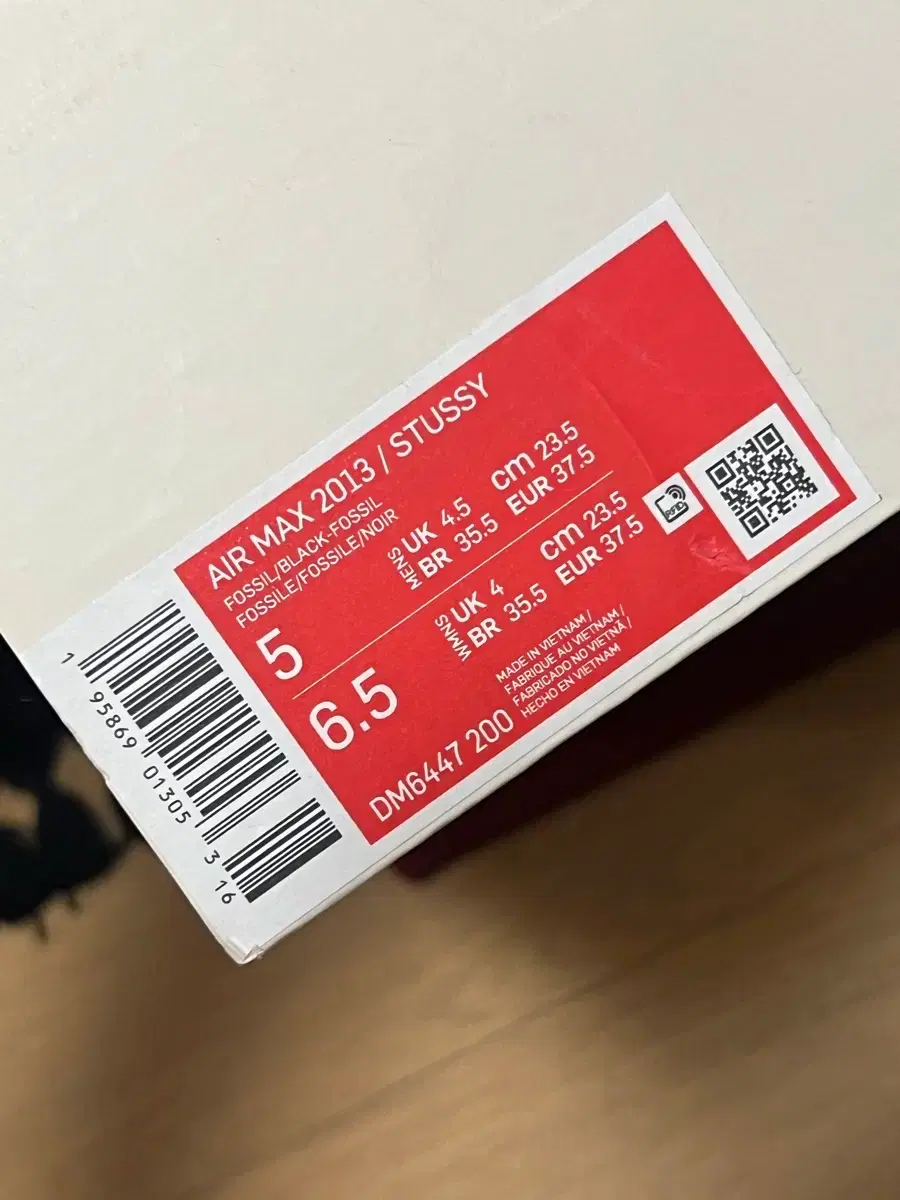 AIR MAX 2013 / STUSSY
FOSSIL/BLACK-FOSSIL
FOSSILE/FOSSILE/NOIR
5
MENS
UK 4.5 cm 23.5
BR 35.5 EUR 37.5
6.5
WMNS
UK 4 cm 23.5
BR 35.5 EUR 37.5
RFID
DM6447 200
MADE IN VIETNAM /
FABRIQUE AU VIETNAM /
FABRICADO NO VIETNÃ /
HECHO EN VIETNAM
1 95869 01305 3 16